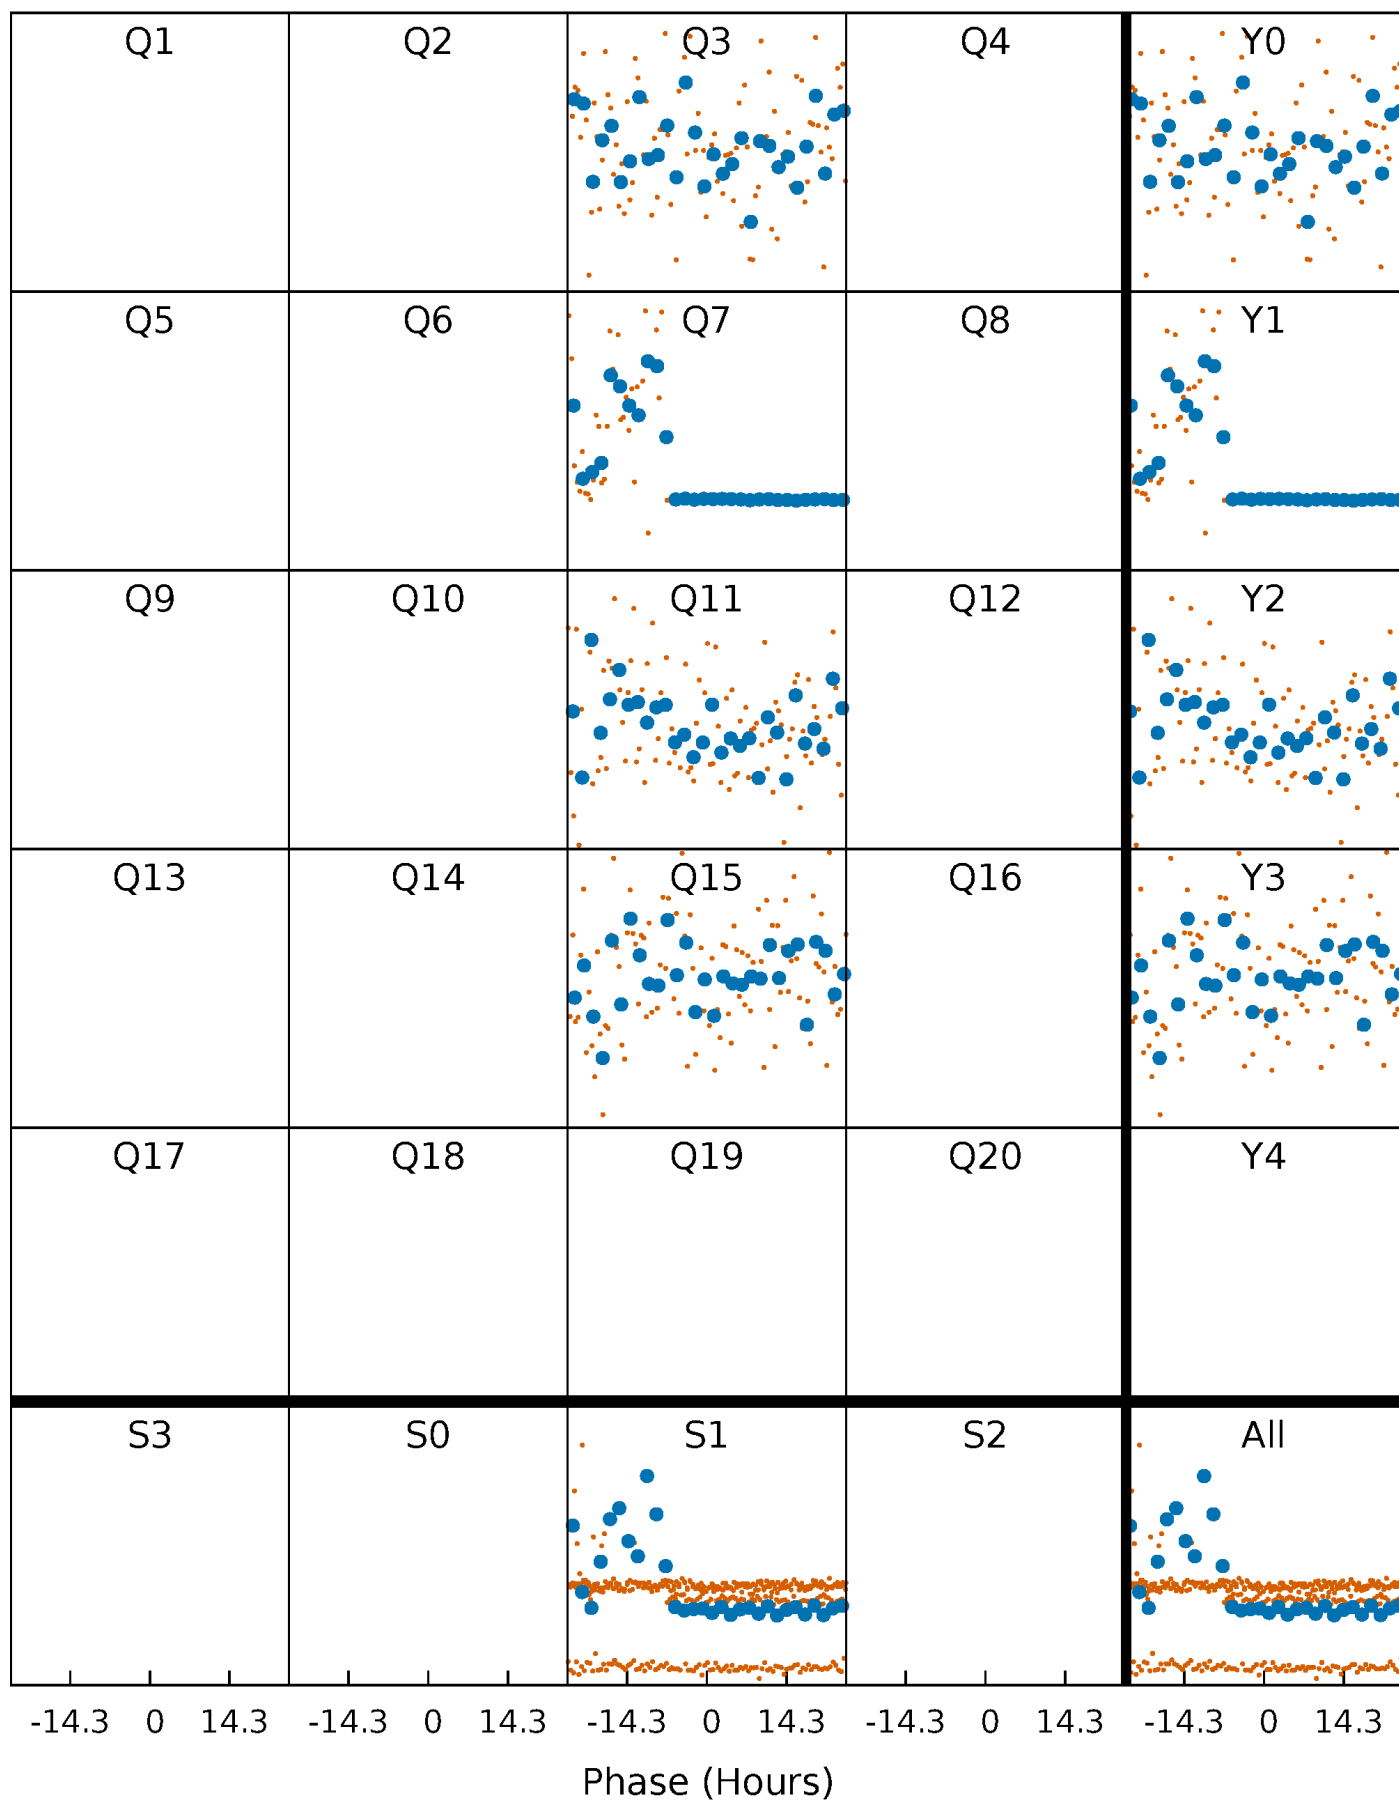 Q1 Q2 Q3 Q4 Y0
Q5 Q6 Q7 Q8 Y1
Q9 Q10 Q11 Q12 Y2
Q13 Q14 Q15 Q16 Y3
Q17 Q18 Q19 Q20 Y4
S3 S0 S1 S2 All
-14.3 0 14.3 -14.3 0 14.3 -14.3 0 14.3 -14.3 0 14.3 -14.3 0 14.3
Phase (Hours)